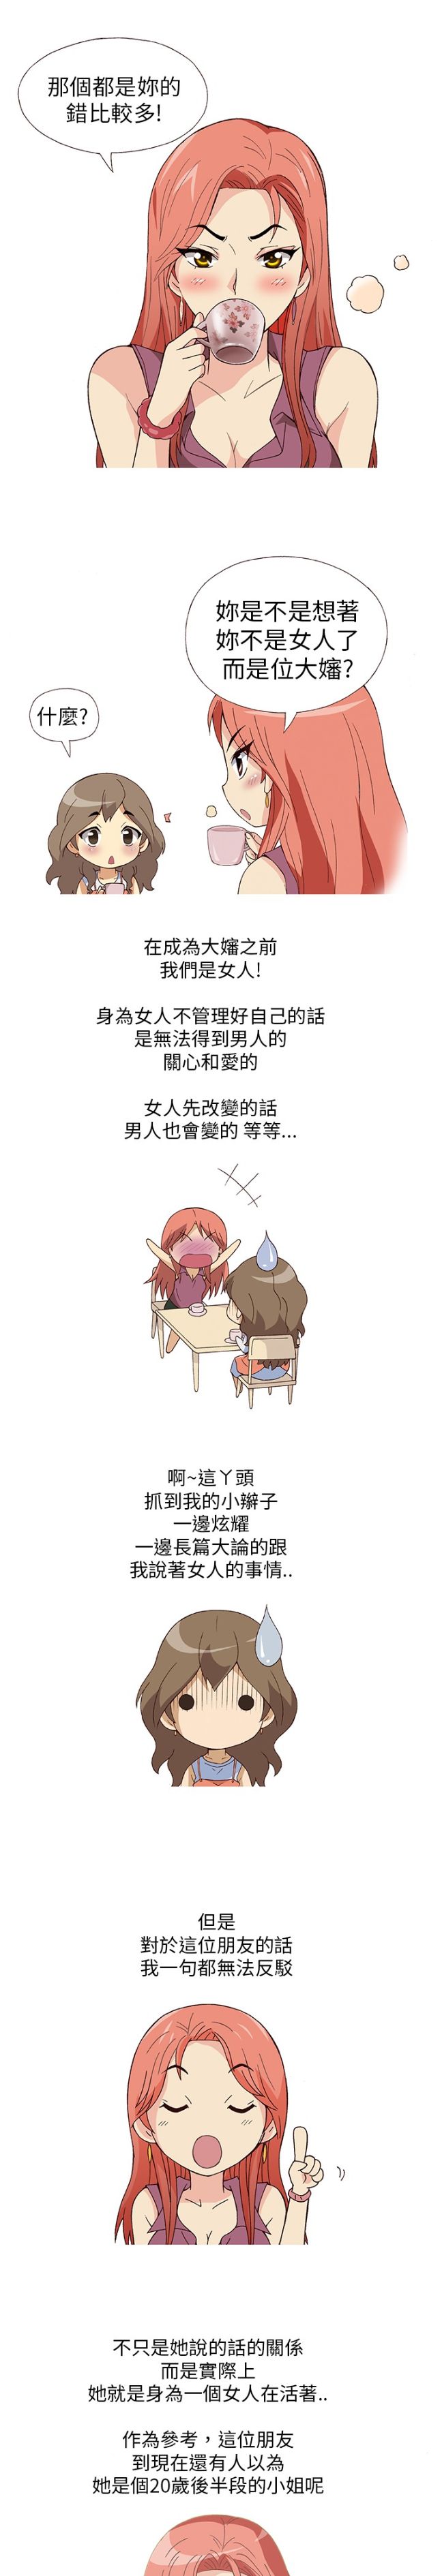 那個都是妳的
錯比較多!
妳是不是想著
妳不是女人了
而是位大嬸?
什麼?
在成為大嬸之前
我們是女人!
身為女人不管理好自己的話
是無法得到男人的
關心和愛的
女人先改變的話
男人也會變的 等等...
啊~這丫頭
抓到我的小辮子
一邊炫耀
一邊長篇大論的跟
我說著女人的事情..
但是
對於這位朋友的話
我一句都無法反駁
不只是她說的話的關係
而是實際上
她就是身為一個女人在活著..
作為參考，這位朋友
到現在還有人以為
她是個20歲後半段的小姐呢